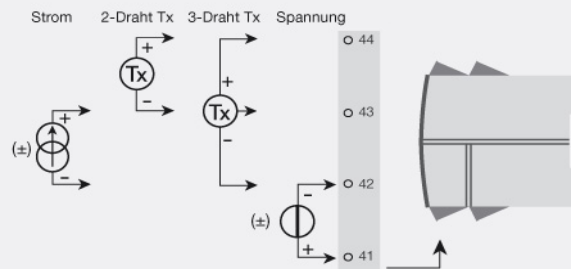 Strom 2-Draht Tx 3-Draht Tx Spannung
+ + 44
Tx
+
+ - Tx 43
(±)
-
- - 42
(±)
+ 41